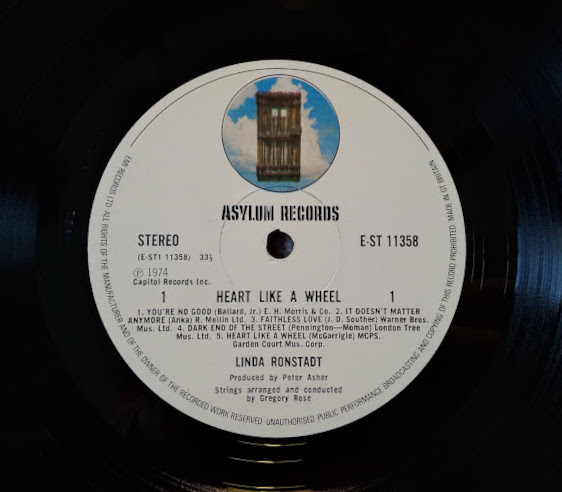 ASYLUM RECORDS
STEREO
E-ST 11358
(E-ST1 11358) 33⅓
Ⓟ 1974
Capitol Records Inc.
1 HEART LIKE A WHEEL 1
1. YOU'RE NO GOOD (Ballard, Jr.) E. H. Morris & Co. 2. IT DOESN'T MATTER
ANYMORE (Anka) R. Mellin Ltd. 3. FAITHLESS LOVE (J. D. Souther) Warner Bros.
Mus. Ltd. 4. DARK END OF THE STREET (Pennington—Moman) London Tree
Mus. Ltd. 5. HEART LIKE A WHEEL (McGarrigle) MCPS.
Garden Court Mus. Corp.
LINDA RONSTADT
Produced by Peter Asher
Strings arranged and conducted
by Gregory Rose
EMI RECORDS LTD ALL RIGHTS OF THE MANUFACTURER AND OF THE OWNER OF THE RECORDED WORK RESERVED · UNAUTHORISED PUBLIC PERFORMANCE BROADCASTING AND COPYING OF THIS RECORD PROHIBITED MADE IN GT BRITAIN